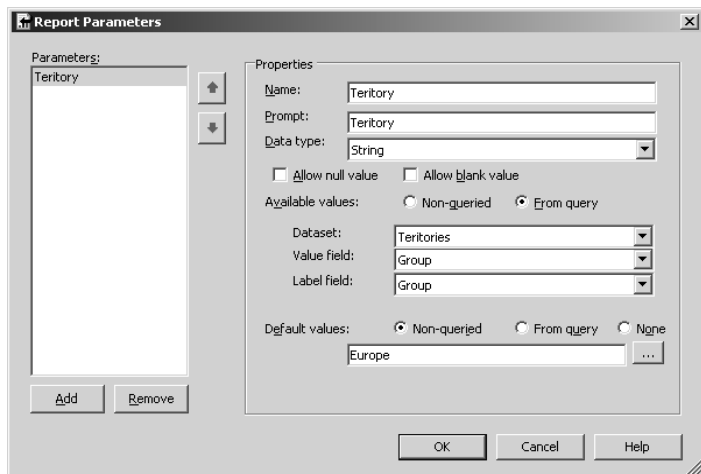 Report Parameters
Parameters:
Teritory
Properties
Name:
Teritory
Prompt:
Teritory
Data type:
String
Allow null value Allow blank value
Available values: Non-queried From query
Dataset:
Teritories
Value field:
Group
Label field:
Group
Default values: Non-queried From query None
Europe ...
Add Remove
OK Cancel Help